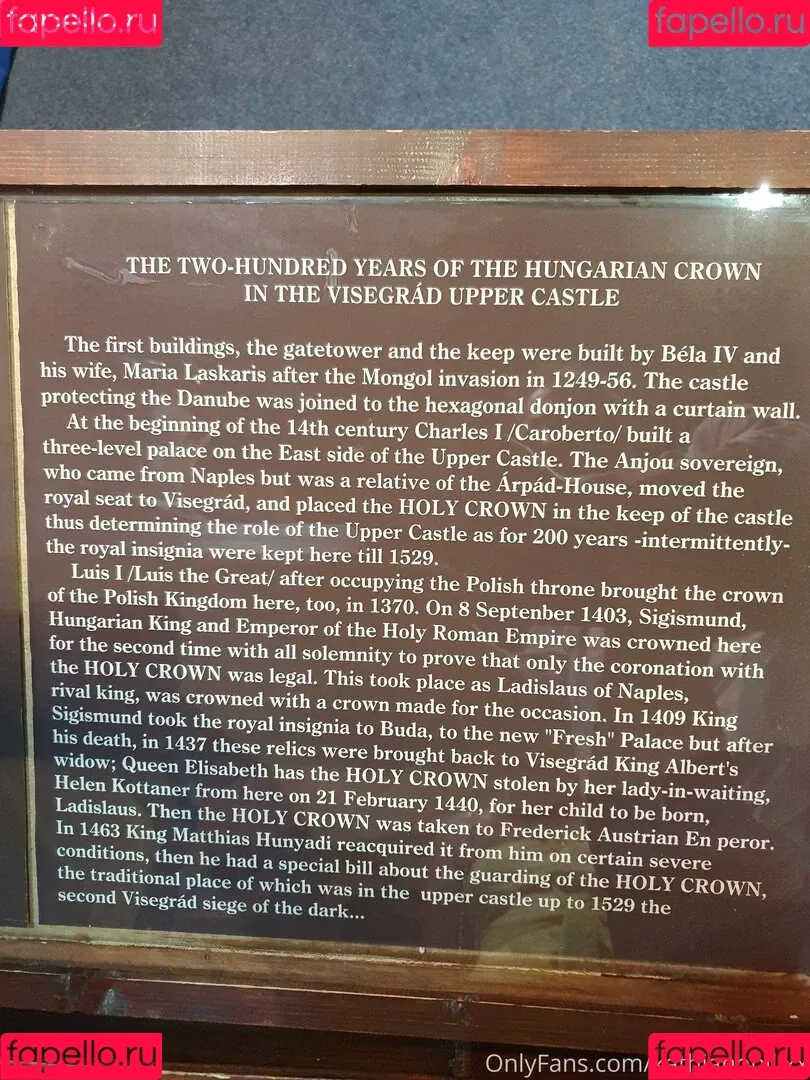 fapello.ru fapello.ru
THE TWO-HUNDRED YEARS OF THE HUNGARIAN CROWN
IN THE VISEGRÁD UPPER CASTLE
The first buildings, the gatetower and the keep were built by Béla IV and
his wife, Maria Laskaris after the Mongol invasion in 1249-56. The castle
protecting the Danube was joined to the hexagonal donjon with a curtain wall.
At the beginning of the 14th century Charles I /Caroberto/ built a
three-level palace on the East side of the Upper Castle. The Anjou sovereign,
who came from Naples but was a relative of the Árpád-House, moved the
royal seat to Visegrád, and placed the HOLY CROWN in the keep of the castle
thus determining the role of the Upper Castle as for 200 years -intermittently-
the royal insignia were kept here till 1529.
Luis I /Luis the Great/ after occupying the Polish throne brought the crown
of the Polish Kingdom here, too, in 1370. On 8 Septenber 1403, Sigismund,
Hungarian King and Emperor of the Holy Roman Empire was crowned here
for the second time with all solemnity to prove that only the coronation with
the HOLY CROWN was legal. This took place as Ladislaus of Naples,
rival king, was crowned with a crown made for the occasion. In 1409 King
Sigismund took the royal insignia to Buda, to the new "Fresh" Palace but after
his death, in 1437 these relics were brought back to Visegrád King Albert's
widow; Queen Elisabeth has the HOLY CROWN stolen by her lady-in-waiting,
Helen Kottaner from here on 21 February 1440, for her child to be born,
Ladislaus. Then the HOLY CROWN was taken to Frederick Austrian En peror.
In 1463 King Matthias Hunyadi reacquired it from him on certain severe
conditions, then he had a special bill about the guarding of the HOLY CROWN,
the traditional place of which was in the upper castle up to 1529 the
second Visegrád siege of the dark...
fapello.ru OnlyFans.com/ fapello.ru